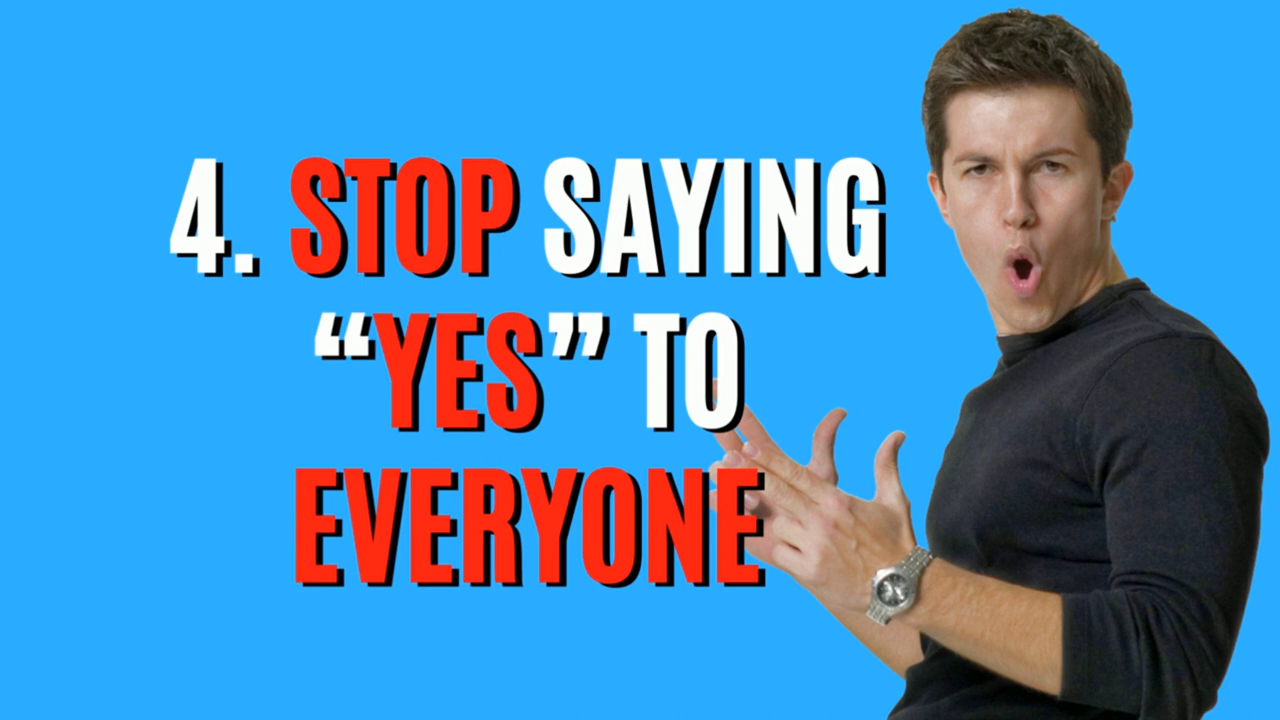 4. STOP SAYING
“YES” TO
EVERYONE